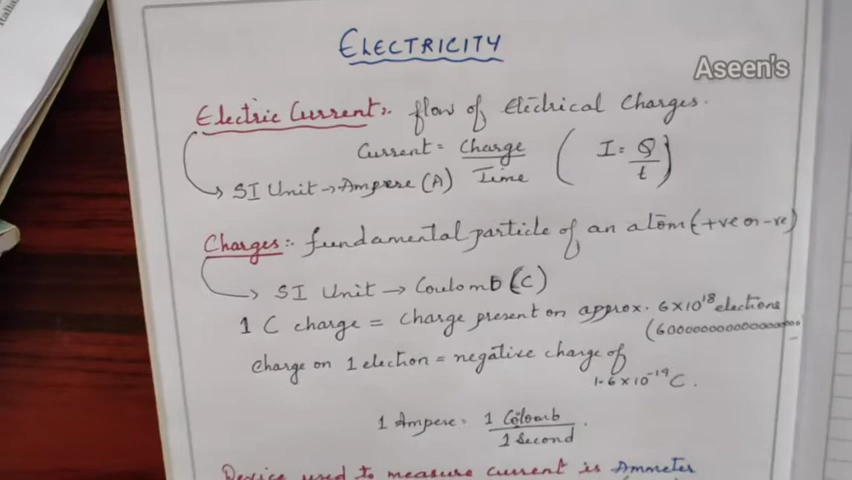 ELECTRICITY
Aseen's
Electric Current:- flow of Electrical Charges.
Current = Charge / Time ( I = Q / t )
SI Unit → Ampere (A)
Charges:- fundamental particle of an atom (+ve or -ve)
SI Unit → Coulomb (C)
1 C charge = Charge present on approx. 6×10¹⁸ elections
Charge on 1 election = negative charge of
1.6 × 10⁻¹⁹ C.
1 Ampere = 1 Coloumb / 1 Second .
Device used to measure current is Ammeter